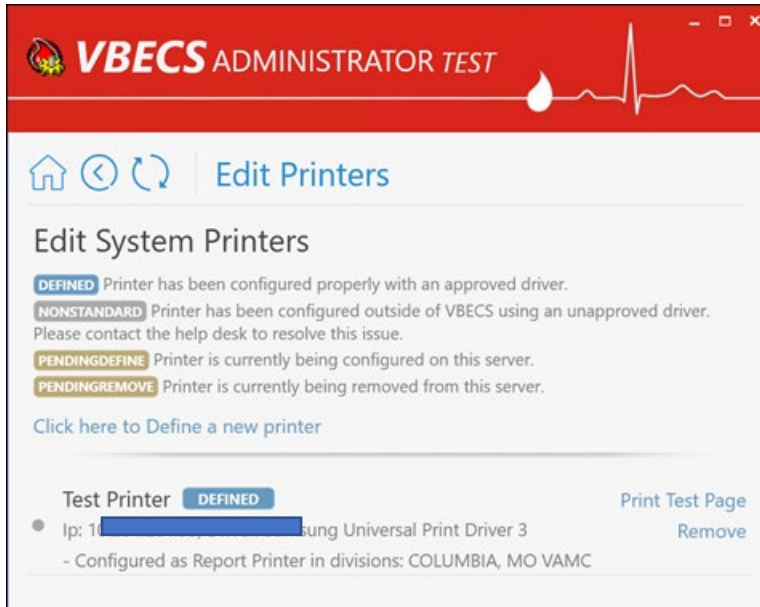 VBECS ADMINISTRATOR TEST
Edit Printers
Edit System Printers
DEFINED Printer has been configured properly with an approved driver.
NONSTANDARD Printer has been configured outside of VBECS using an unapproved driver.
Please contact the help desk to resolve this issue.
PENDINGDEFINE Printer is currently being configured on this server.
PENDINGREMOVE Printer is currently being removed from this server.
Click here to Define a new printer
Test Printer DEFINED Print Test Page
Ip: Universal Print Driver 3 Remove
- Configured as Report Printer in divisions: COLUMBIA, MO VAMC